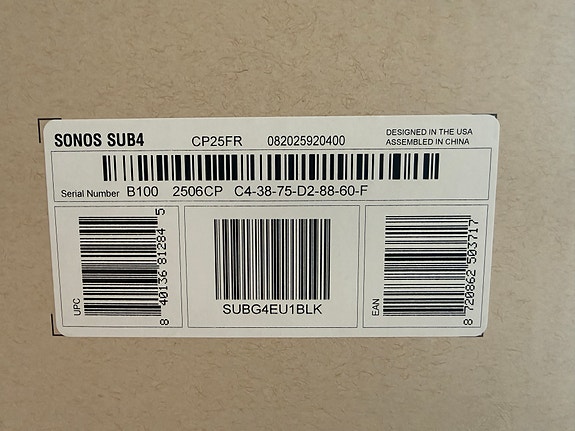 SONOS SUB4 CP25FR 082025920400 DESIGNED IN THE USA
ASSEMBLED IN CHINA
Serial Number B100 2506CP C4-38-75-D2-88-60-F
UPC
8 40136 81284 5
SUBG4EU1BLK
EAN
8 720862 503717